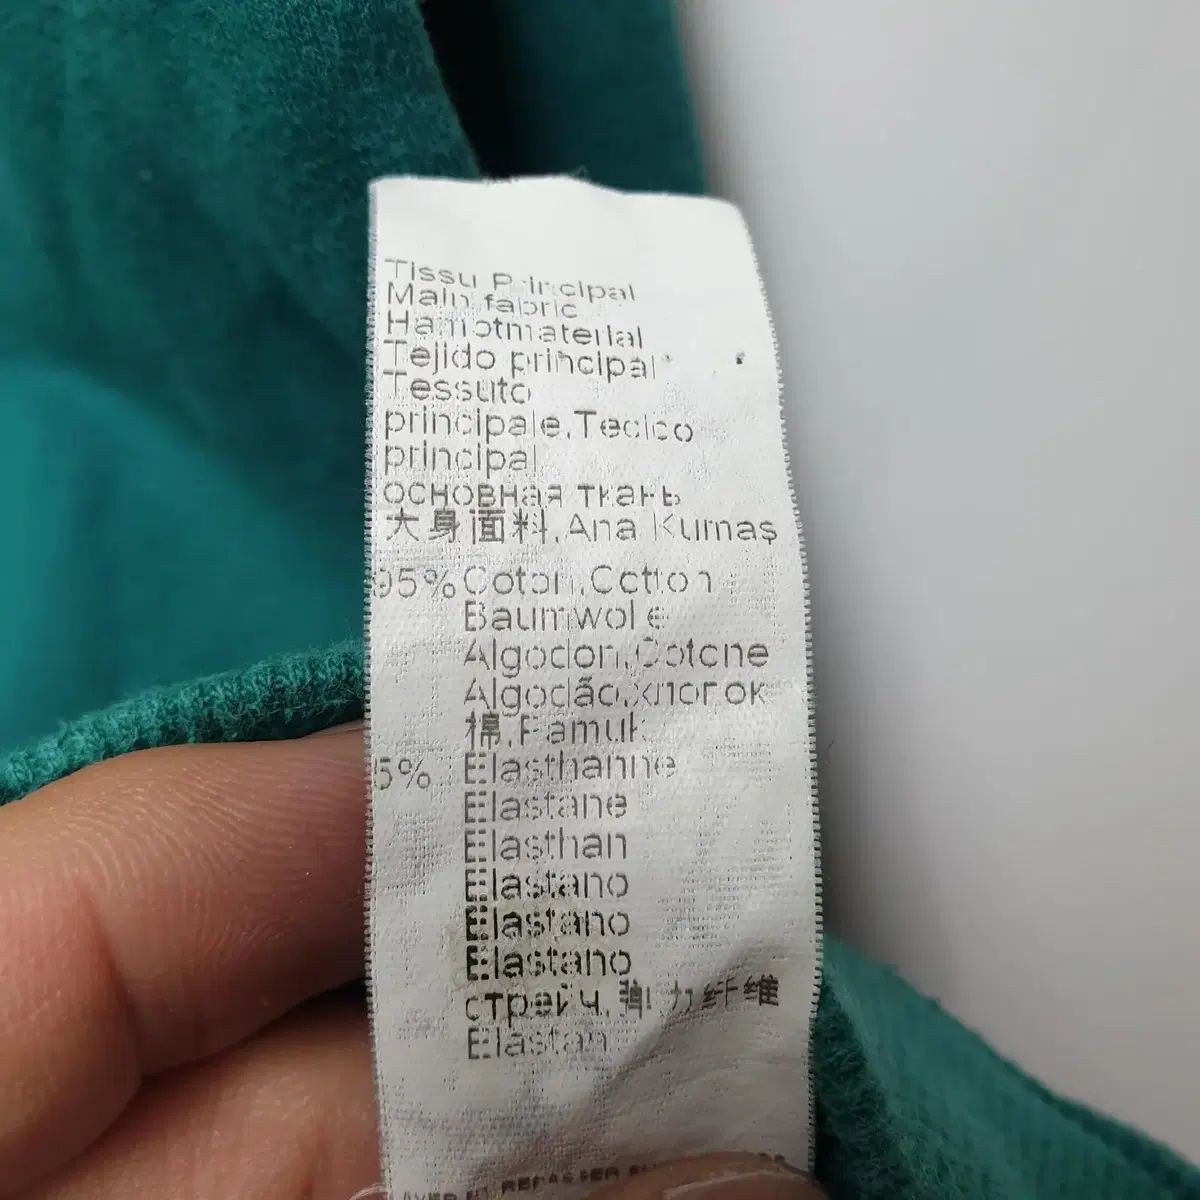 Tissu Principal
Main fabric
Hauptmaterial
Tejido principal
Tessuto
principale.Tecido
principal
основная ткань
大身面料.Ana Kumaş
95% Coton.Cotton
Baumwolle
Algodon.Cotone
Algodão.хлопок
棉.Pamuk
5% Elasthanne
Elastane
Elasthan
Elastano
Elastano
Elastano
стрейч.弹力纤维
Elastan
REPASSER